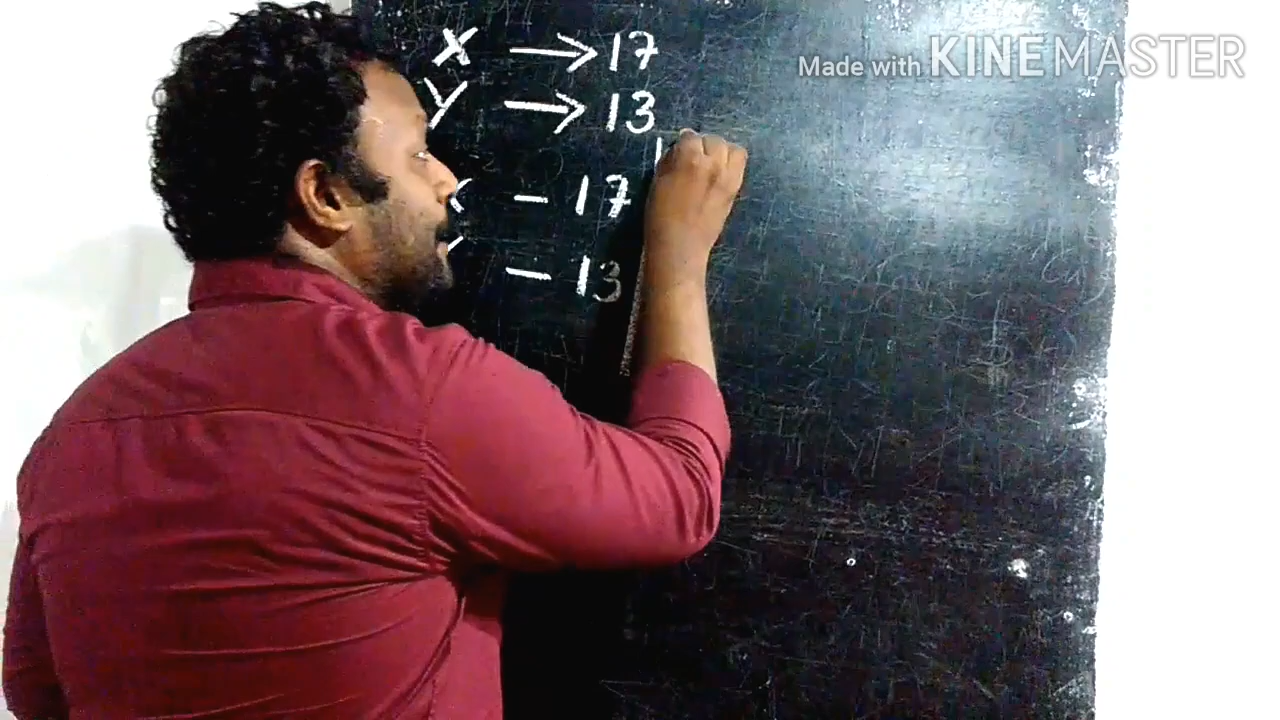 X → 17
Made with KINEMASTER
Y → 13
X - 17
- 13